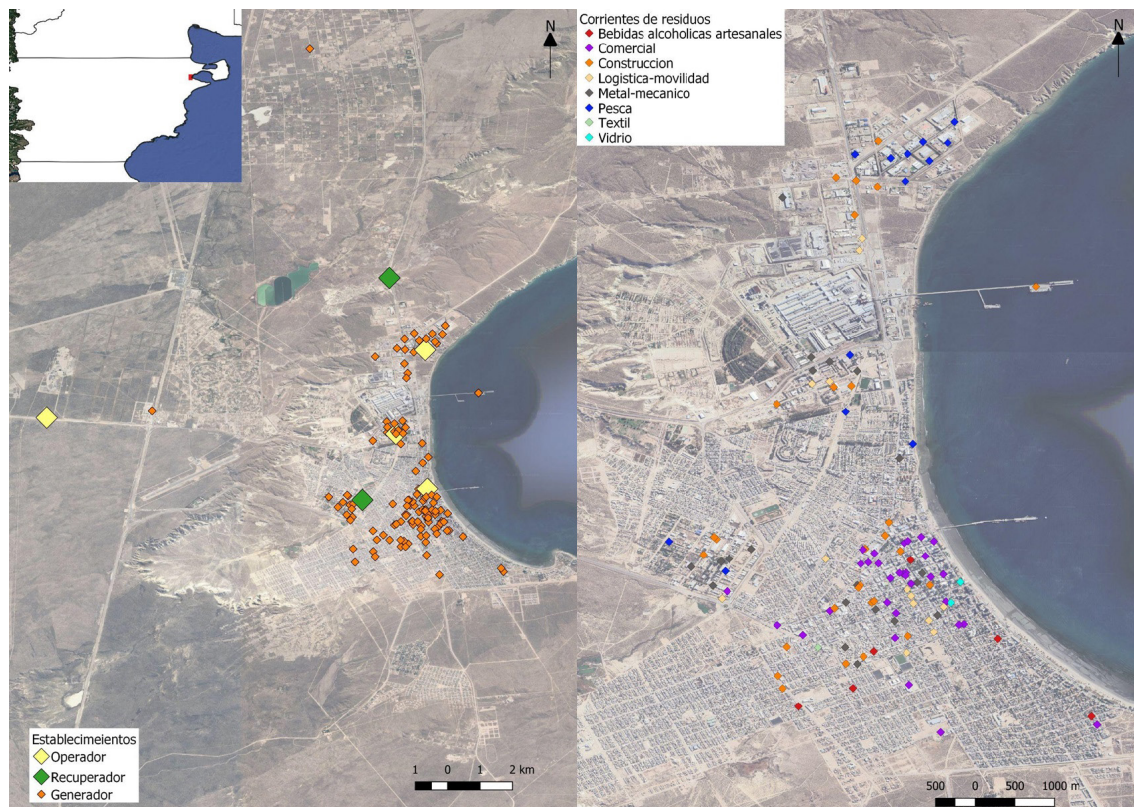 N
Establecimeientos
Operador
Recuperador
Generador
1 0 1 2 km
Corrientes de residuos
Bebidas alcoholicas artesanales
Comercial
Construccion
Logistica-movilidad
Metal-mecanico
Pesca
Textil
Vidrio
N
500 0 500 1000 m